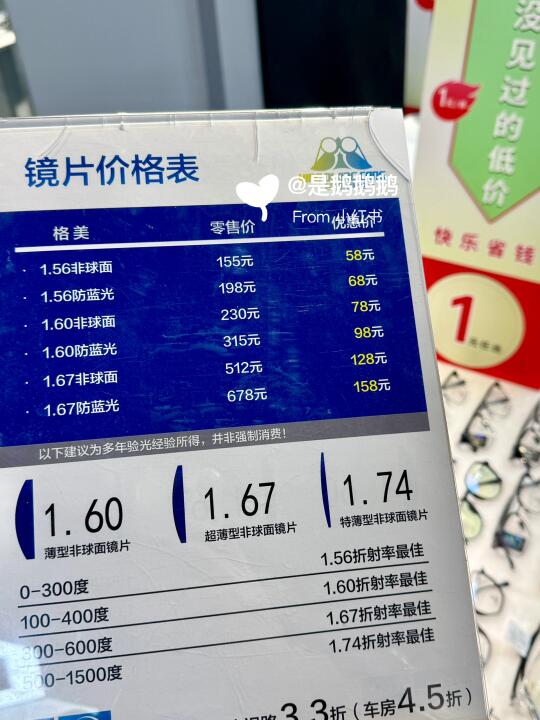 没见过的低价
镜片价格表
@是鹅鹅鹅
From 小红书
格美 零售价 优惠价
· 1.56非球面 155元 58元
· 1.56防蓝光 198元 68元
· 1.60非球面 230元 78元
· 1.60防蓝光 315元 98元
· 1.67非球面 512元 128元
· 1.67防蓝光 678元 158元
快乐省钱
1
以下建议为多年验光经验所得，并非强制消费！
1.60 1.67 1.74
薄型非球面镜片 超薄型非球面镜片 特薄型非球面镜片
0-300度 1.56折射率最佳
100-400度 1.60折射率最佳
300-600度 1.67折射率最佳
500-1500度 1.74折射率最佳
3.3折（车房4.5折）